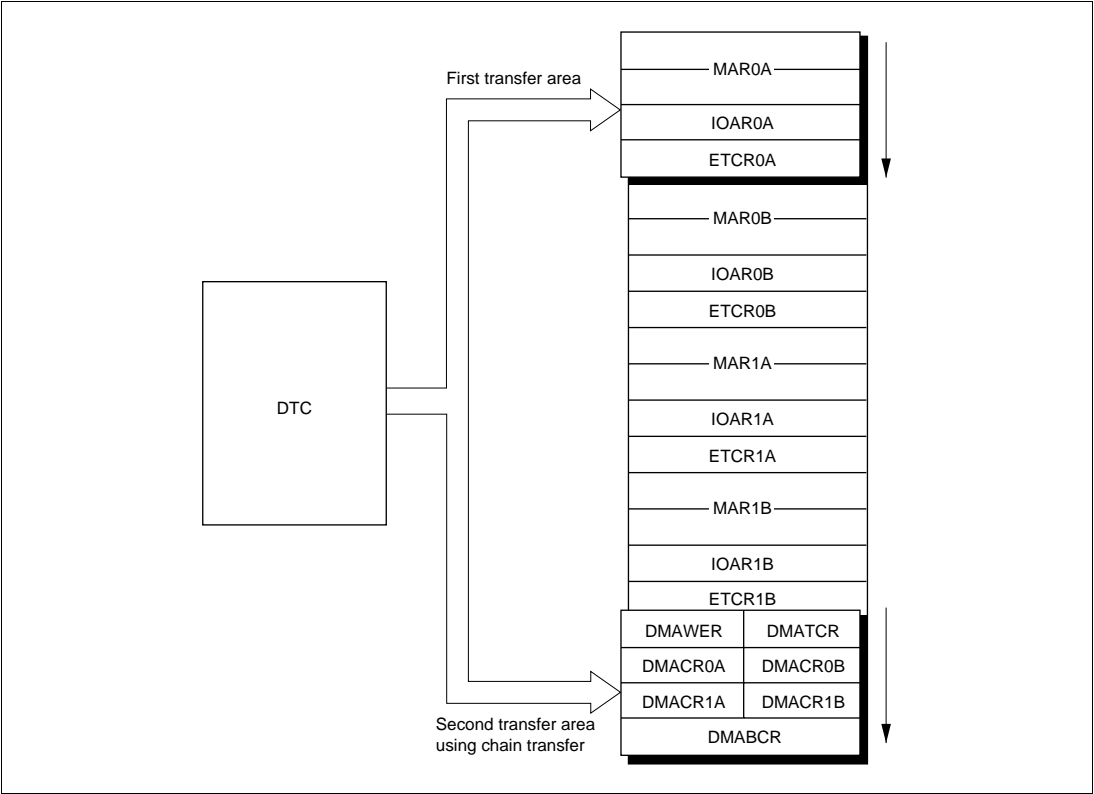 First transfer area
MAR0A
IOAR0A
ETCR0A
MAR0B
IOAR0B
ETCR0B
MAR1A
DTC
IOAR1A
ETCR1A
MAR1B
IOAR1B
ETCR1B
DMAWER DMATCR
DMACR0A DMACR0B
DMACR1A DMACR1B
Second transfer area
using chain transfer
DMABCR